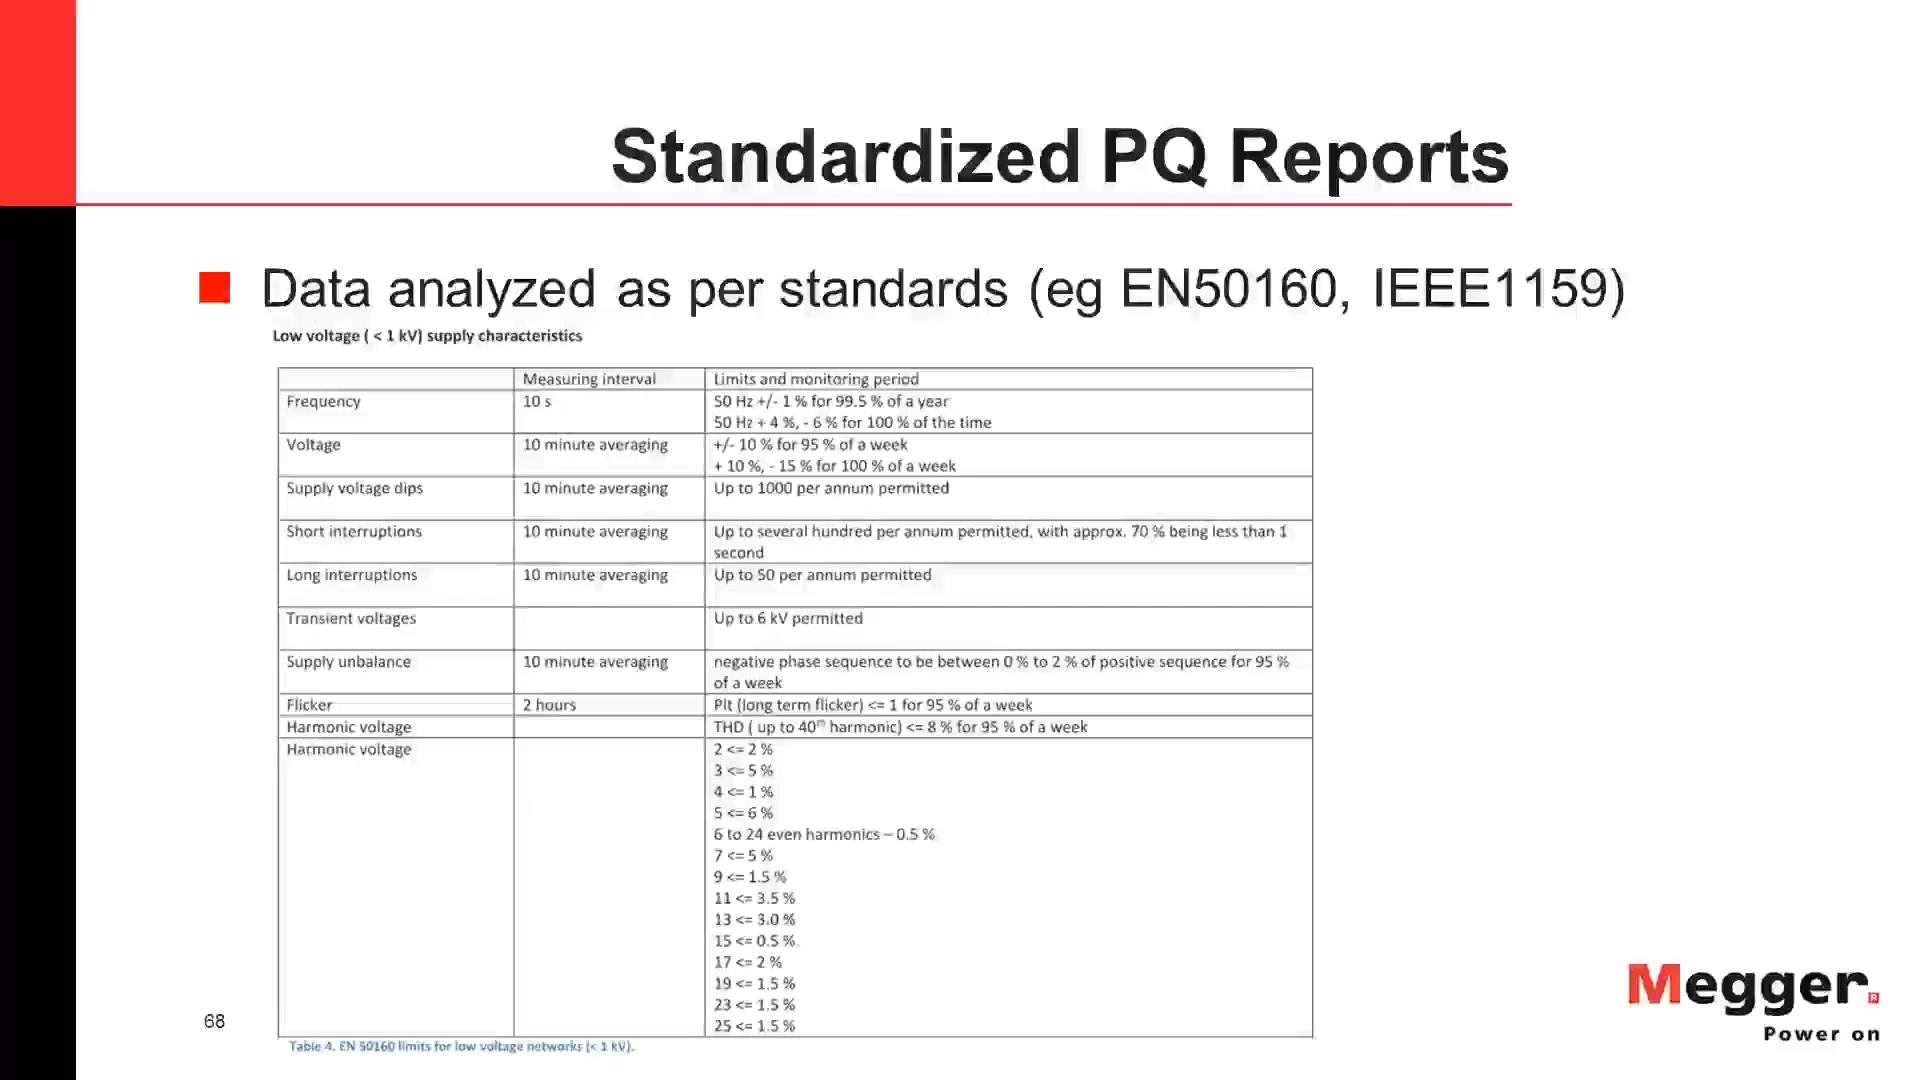 Standardized PQ Reports
Data analyzed as per standards (eg EN50160, IEEE1159)
Low voltage ( < 1 kV) supply characteristics
Measuring interval Limits and monitoring period
Frequency 10 s 50 Hz +/- 1 % for 99.5 % of a year
50 Hz + 4 %, - 6 % for 100 % of the time
Voltage 10 minute averaging +/- 10 % for 95 % of a week
+ 10 %, - 15 % for 100 % of a week
Supply voltage dips 10 minute averaging Up to 1000 per annum permitted
Short interruptions 10 minute averaging Up to several hundred per annum permitted, with approx. 70 % being less than 1
second
Long interruptions 10 minute averaging Up to 50 per annum permitted
Transient voltages Up to 6 kV permitted
Supply unbalance 10 minute averaging negative phase sequence to be between 0 % to 2 % of positive sequence for 95 %
of a week
Flicker 2 hours Plt (long term flicker) <= 1 for 95 % of a week
Harmonic voltage THD ( up to 40th harmonic) <= 8 % for 95 % of a week
Harmonic voltage 2 <= 2 %
3 <= 5 %
4 <= 1 %
5 <= 6 %
6 to 24 even harmonics – 0.5 %
7 <= 5 %
9 <= 1.5 %
11 <= 3.5 %
13 <= 3.0 %
15 <= 0.5 %
17 <= 2 %
19 <= 1.5 %
23 <= 1.5 %
25 <= 1.5 %
Table 4. EN 50160 limits for low voltage networks (< 1 kV).
68
Megger®
Power on